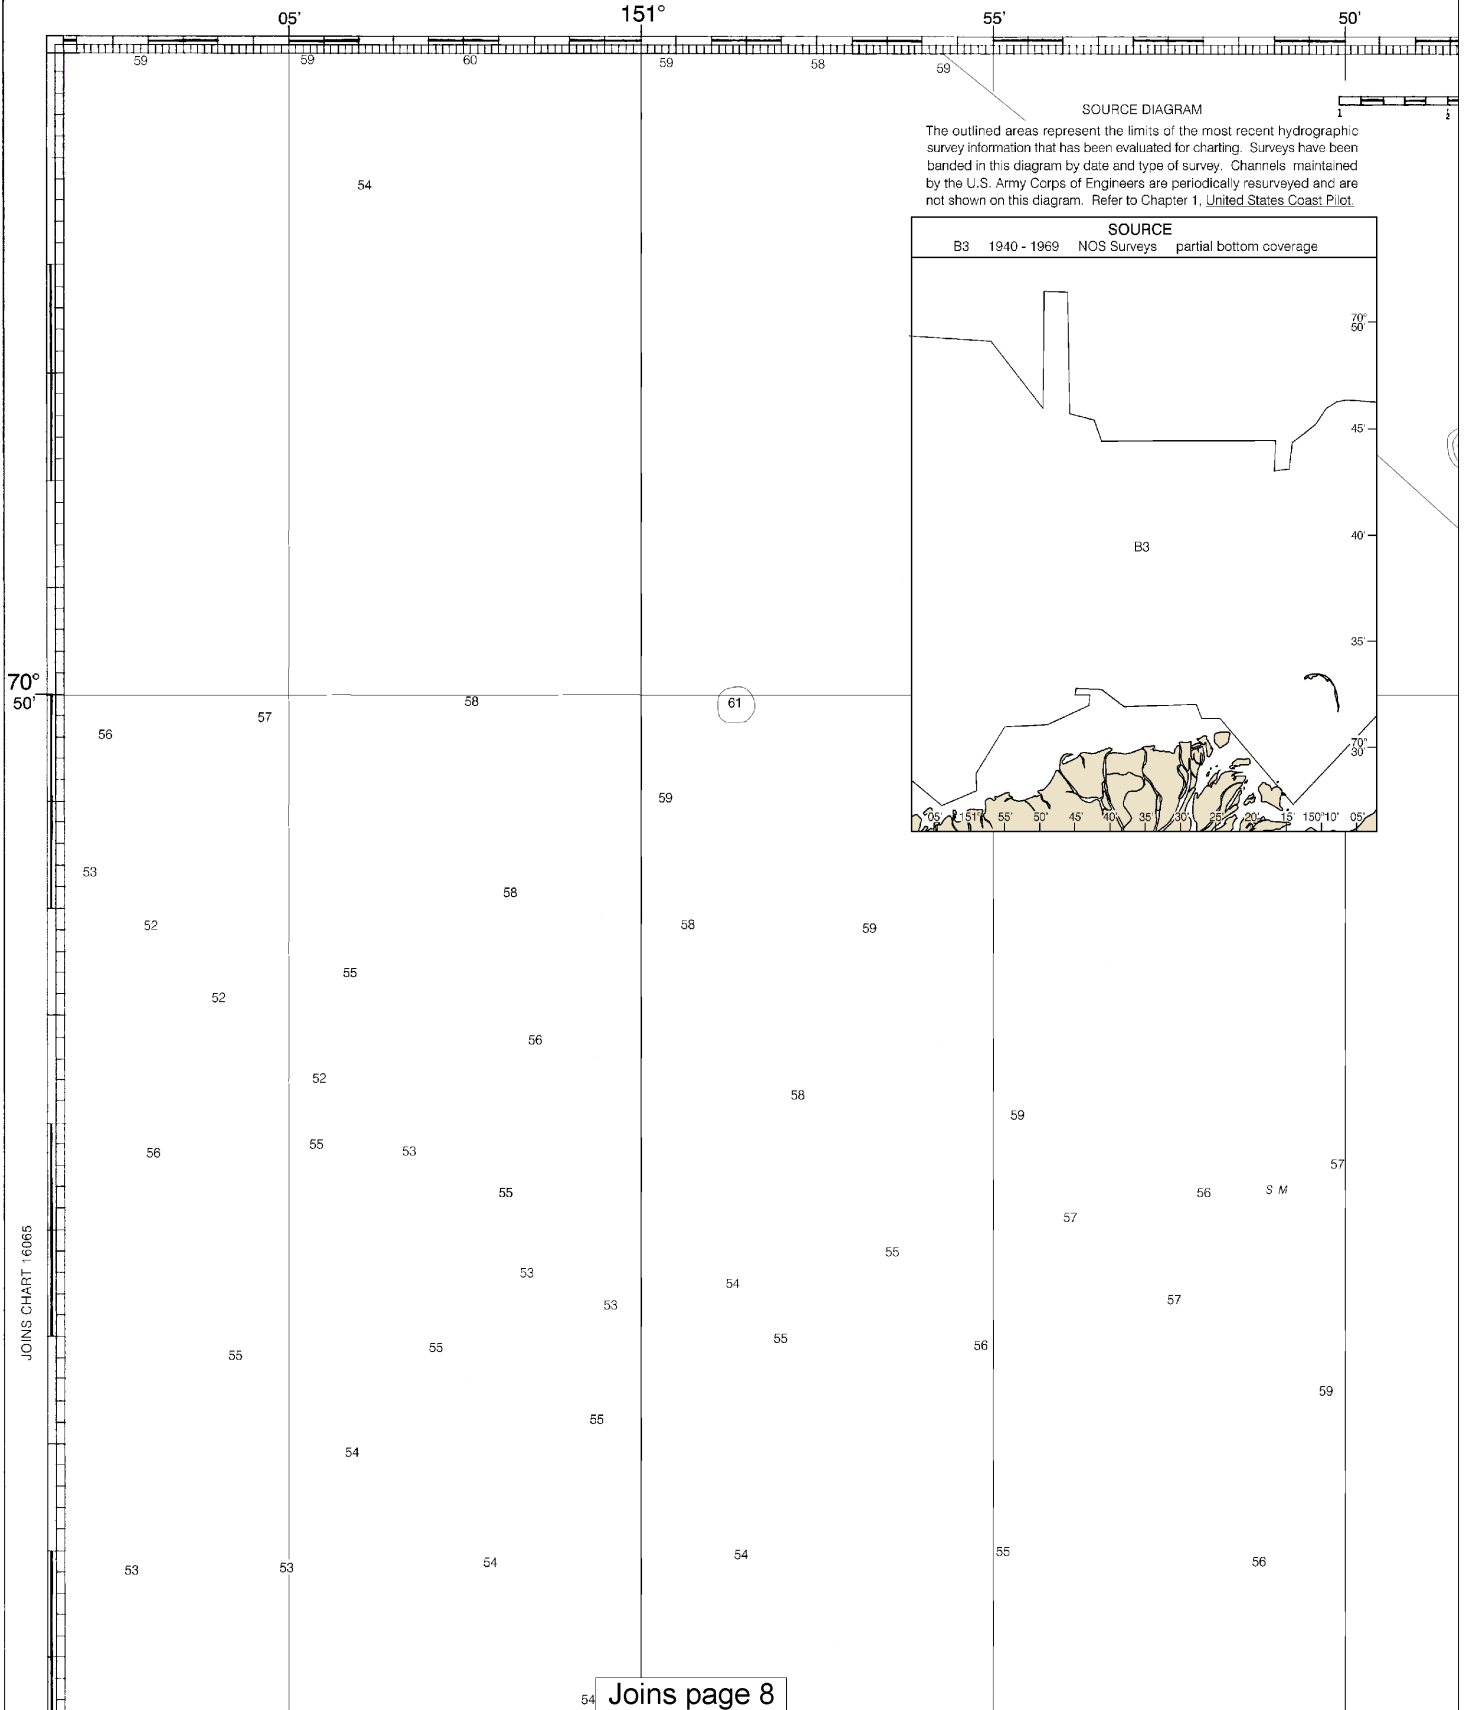 05' 151° 55' 50'
59 59 60 59 58 59
1 2
SOURCE DIAGRAM
The outlined areas represent the limits of the most recent hydrographic
survey information that has been evaluated for charting. Surveys have been
banded in this diagram by date and type of survey. Channels maintained
by the U.S. Army Corps of Engineers are periodically resurveyed and are
not shown on this diagram. Refer to Chapter 1, United States Coast Pilot.
54
SOURCE
B3 1940 - 1969 NOS Surveys partial bottom coverage
70°
50'
45'
B3
40'
35'
70°
30'
05' 151° 55' 50' 45' 40' 35' 30' 25' 20' 15' 150°10' 05'
70°
50'
58 61
57
56
59
53
58
52 58 59
55
52
56
52
58
59
55 53
56
57
55 56 S M
57
55
53 54
53 57
55
55 56
55
59
55
54
54 55
53 53 54 56
JOINS CHART 16065
54 Joins page 8